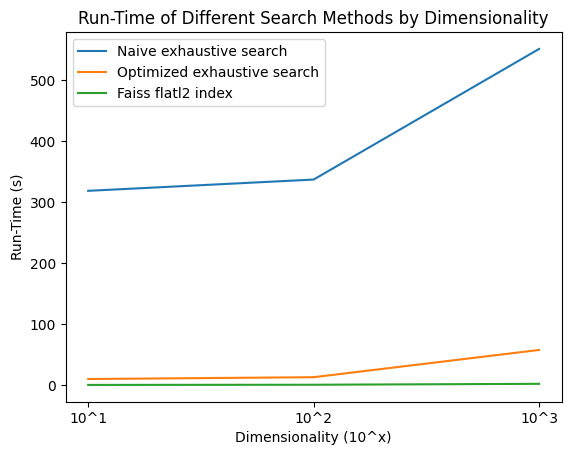 Run-Time of Different Search Methods by Dimensionality
Naive exhaustive search
Optimized exhaustive search
Faiss flatl2 index
500
400
300
200
100
0
Run-Time (s)
10^1
10^2
10^3
Dimensionality (10^x)